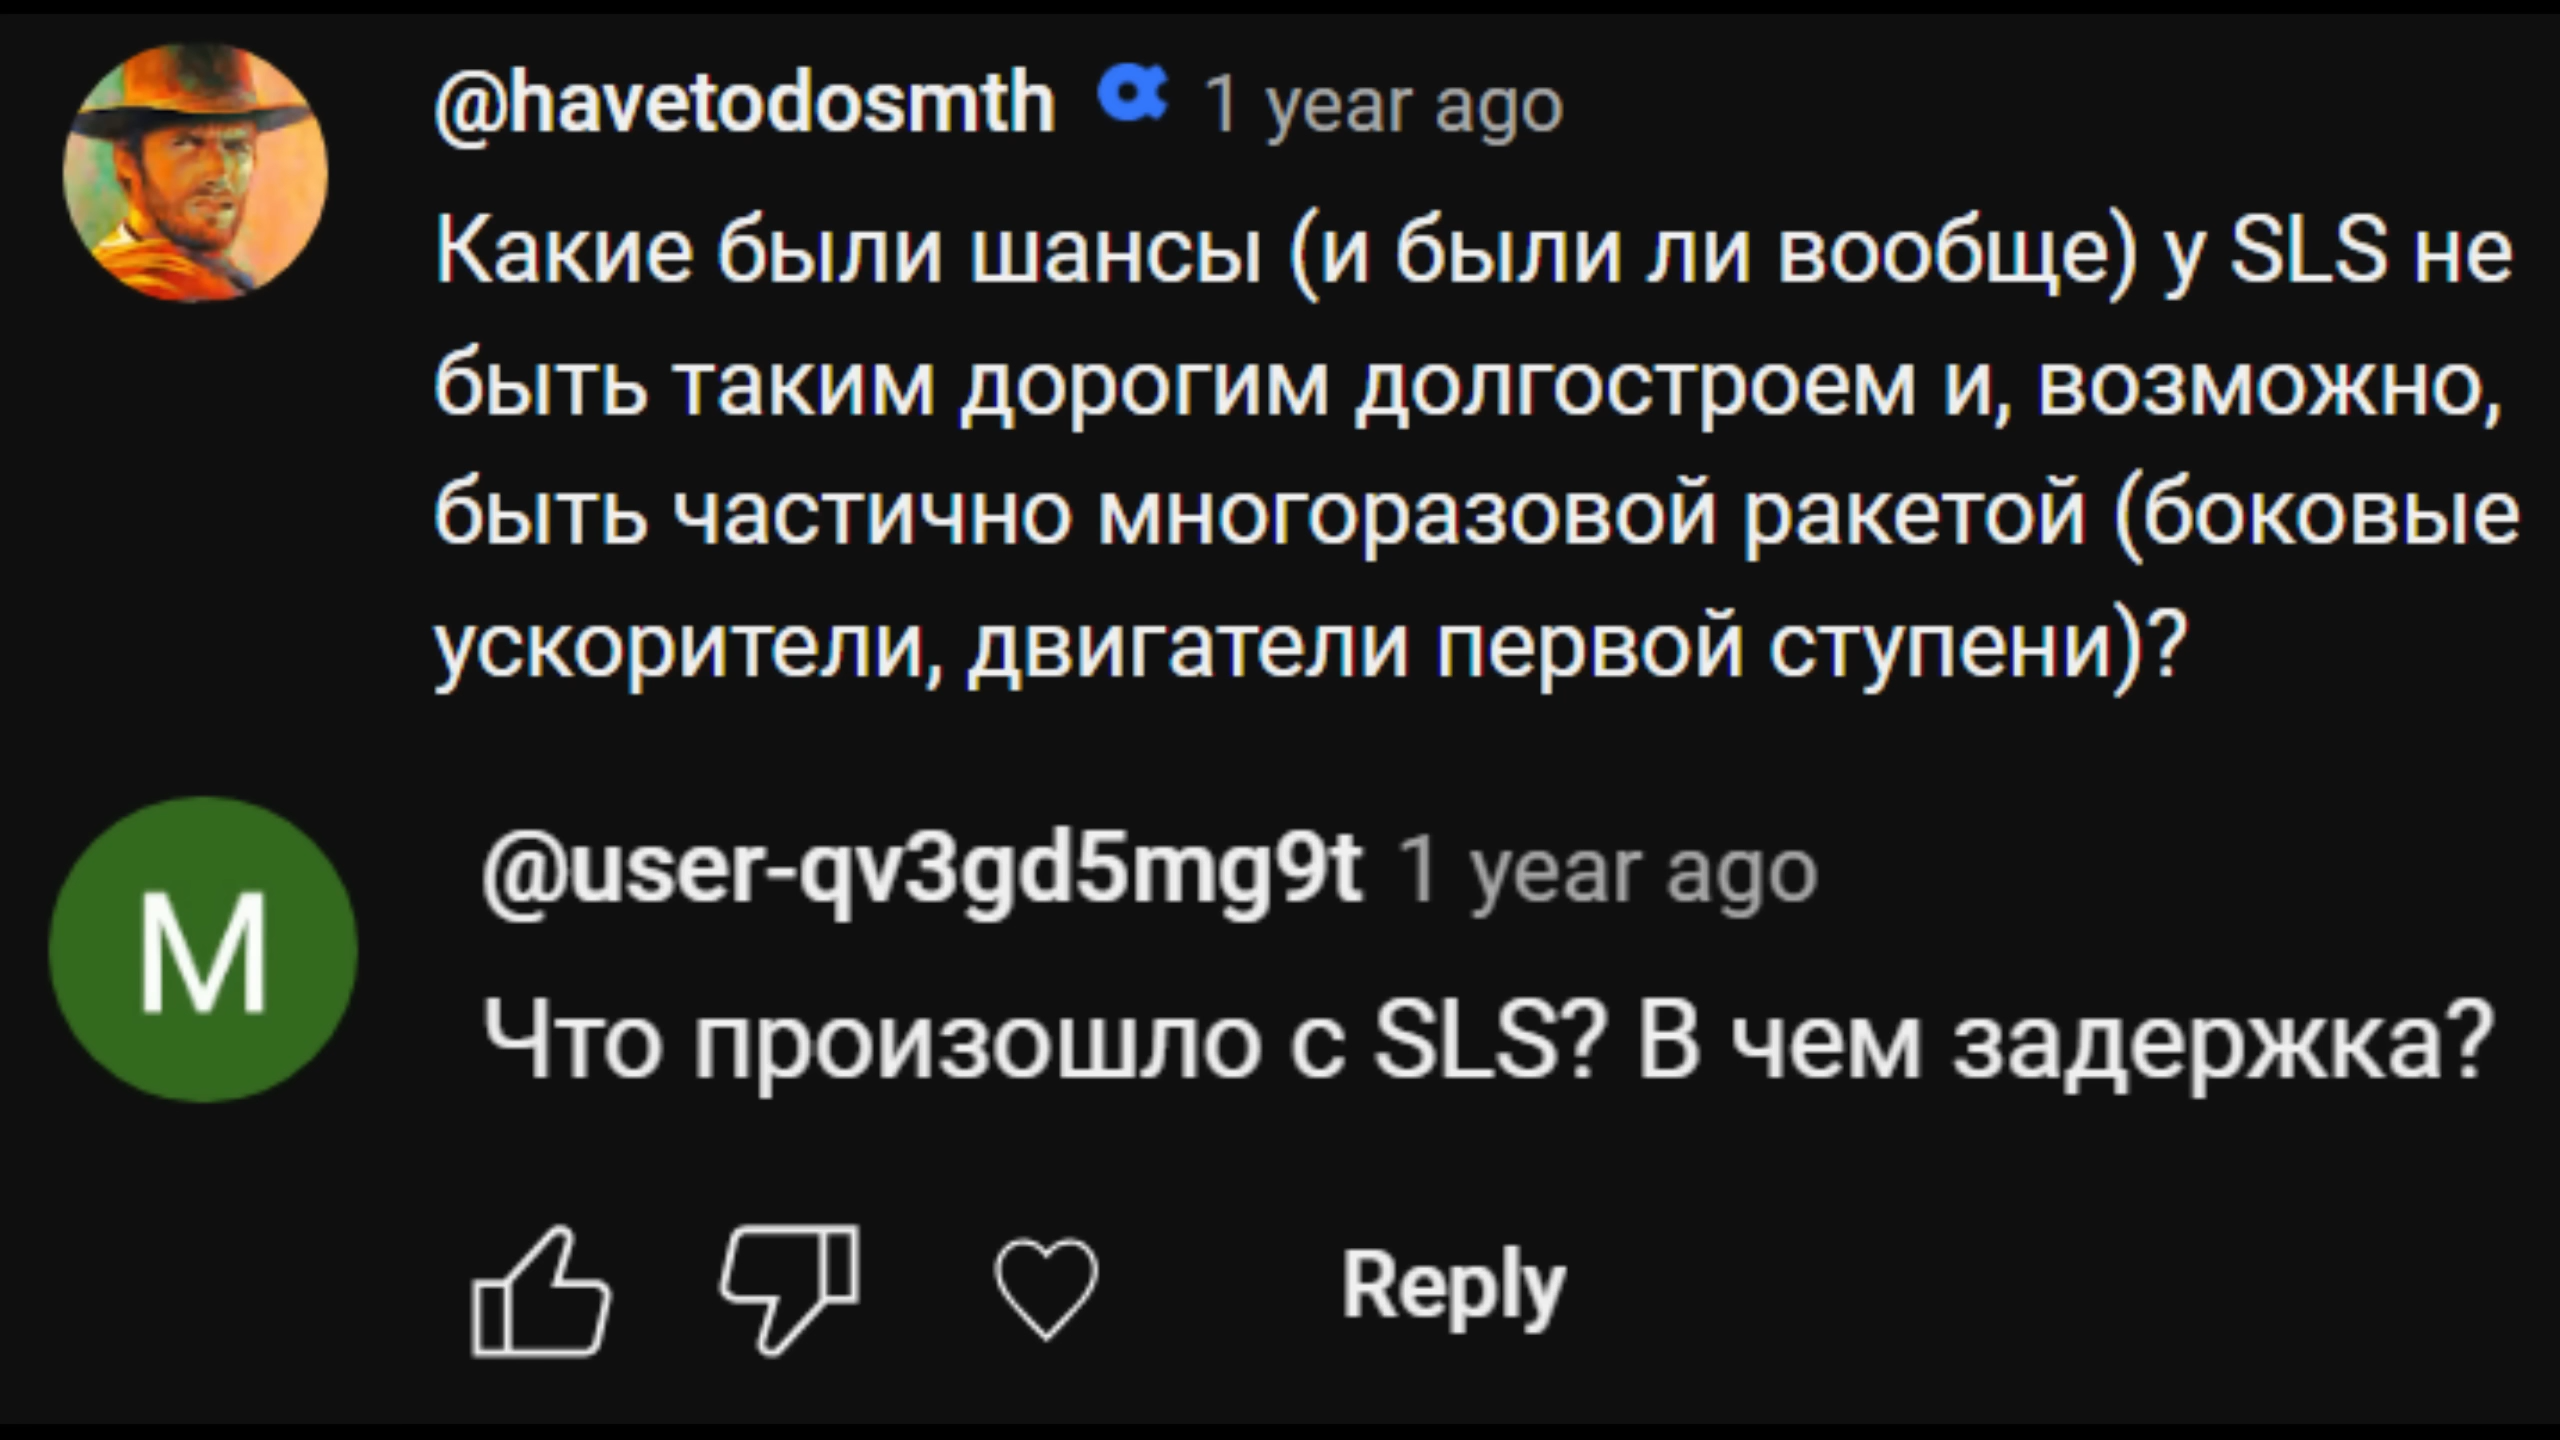 @havetodosmth 1 year ago
Какие были шансы (и были ли вообще) у SLS не
быть таким дорогим долгостроем и, возможно,
быть частично многоразовой ракетой (боковые
ускорители, двигатели первой ступени)?
M
@user-qv3gd5mg9t 1 year ago
Что произошло с SLS? В чем задержка?
Reply